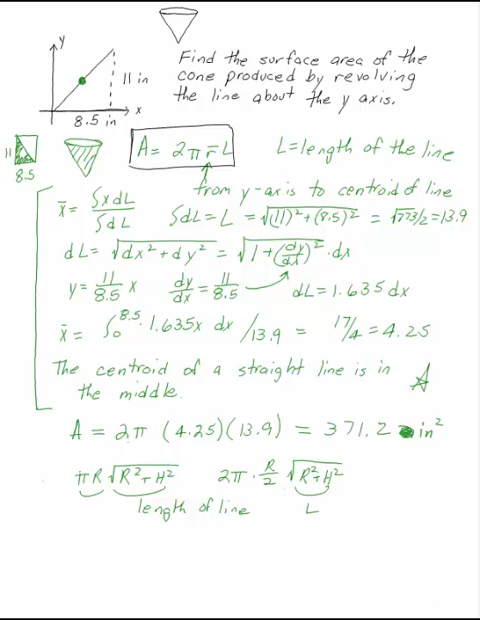 y
11 in
x
8.5 in
Find the surface area of the
cone produced by revolving
the line about the y axis.
11
8.5
A = 2π r̄ L
L = length of the line
from y-axis to centroid of line
x̄ = ∫xdL / ∫dL
∫dL = L = √((11)² + (8.5)²) = √773/2 = 13.9
dL = √(dx² + dy²) = √(1 + (dy/dx)²) · dx
y = 11/8.5 x
dy/dx = 11/8.5
dL = 1.635 dx
x̄ = ∫₀^8.5 · 1.635x dx / 13.9 = 17/4 = 4.25
The centroid of a straight line is in
the middle.
A = 2π (4.25)(13.9) = 371.2 in²
πR √(R² + H²)
2π · R/2 √(R² + H²)
length of line
L